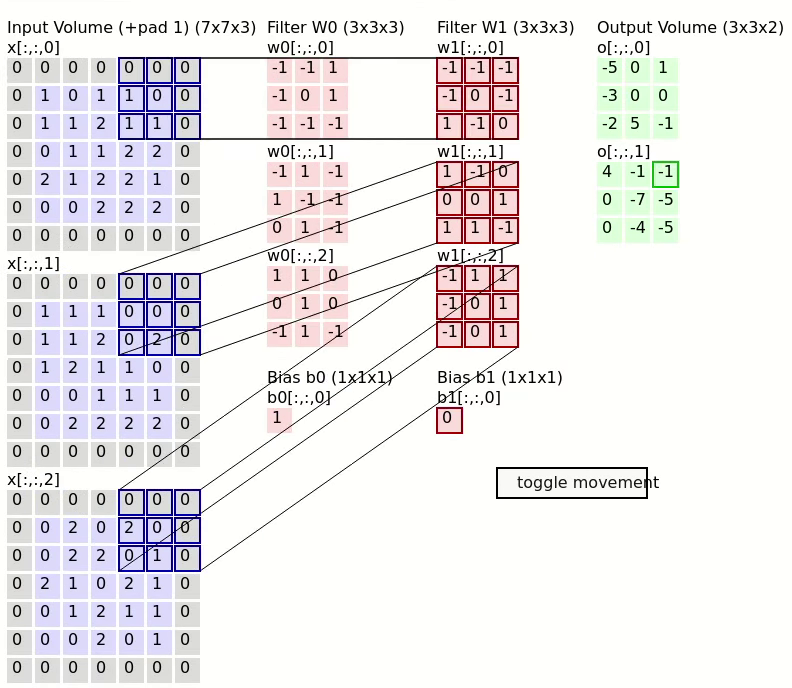 Input Volume (+pad 1) (7x7x3)
x[:,:,0]
0 0 0 0 0 0 0
0 1 0 1 1 0 0
0 1 1 2 1 1 0
0 0 1 1 2 2 0
0 2 1 2 2 1 0
0 0 0 2 2 2 0
0 0 0 0 0 0 0
x[:,:,1]
0 0 0 0 0 0 0
0 1 1 1 0 0 0
0 1 1 2 0 2 0
0 1 2 1 1 0 0
0 0 0 1 1 1 0
0 0 2 2 2 2 0
0 0 0 0 0 0 0
x[:,:,2]
0 0 0 0 0 0 0
0 0 2 0 2 0 0
0 0 2 2 0 1 0
0 2 1 0 2 1 0
0 0 1 2 1 1 0
0 0 0 2 0 1 0
0 0 0 0 0 0 0
Filter W0 (3x3x3)
w0[:,:,0]
-1 -1 1
-1 0 1
-1 -1 -1
w0[:,:,1]
-1 1 -1
1 -1 -1
0 1 -1
w0[:,:,2]
1 1 0
0 1 0
-1 1 -1
Bias b0 (1x1x1)
b0[:,:,0]
1
Filter W1 (3x3x3)
w1[:,:,0]
-1 -1 -1
-1 0 -1
1 -1 0
w1[:,:,1]
1 -1 0
0 0 1
1 1 -1
w1[:,:,2]
-1 1 1
-1 0 1
-1 0 1
Bias b1 (1x1x1)
b1[:,:,0]
0
Output Volume (3x3x2)
o[:,:,0]
-5 0 1
-3 0 0
-2 5 -1
o[:,:,1]
4 -1 -1
0 -7 -5
0 -4 -5
toggle movement